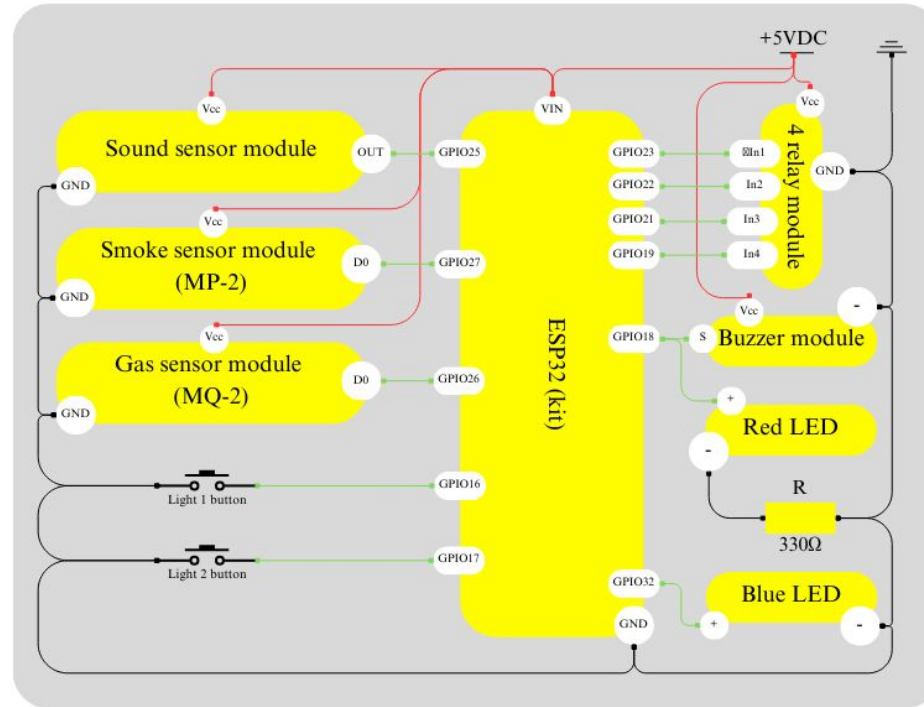 +5VDC
Vcc
VIN
Vcc
Sound sensor module
OUT
GPIO25
GND
GPIO23
In1
GPIO22
In2
GPIO21
In3
GPIO19
In4
4 relay module
GND
Vcc
Smoke sensor module
(MP-2)
D0
GPIO27
GND
Vcc
Gas sensor module
(MQ-2)
D0
GPIO26
GND
ESP32 (kit)
Vcc
-
GPIO18
S
Buzzer module
+
Red LED
-
Light 1 button
GPIO16
R
330Ω
Light 2 button
GPIO17
GPIO32
GND
Blue LED
+
-